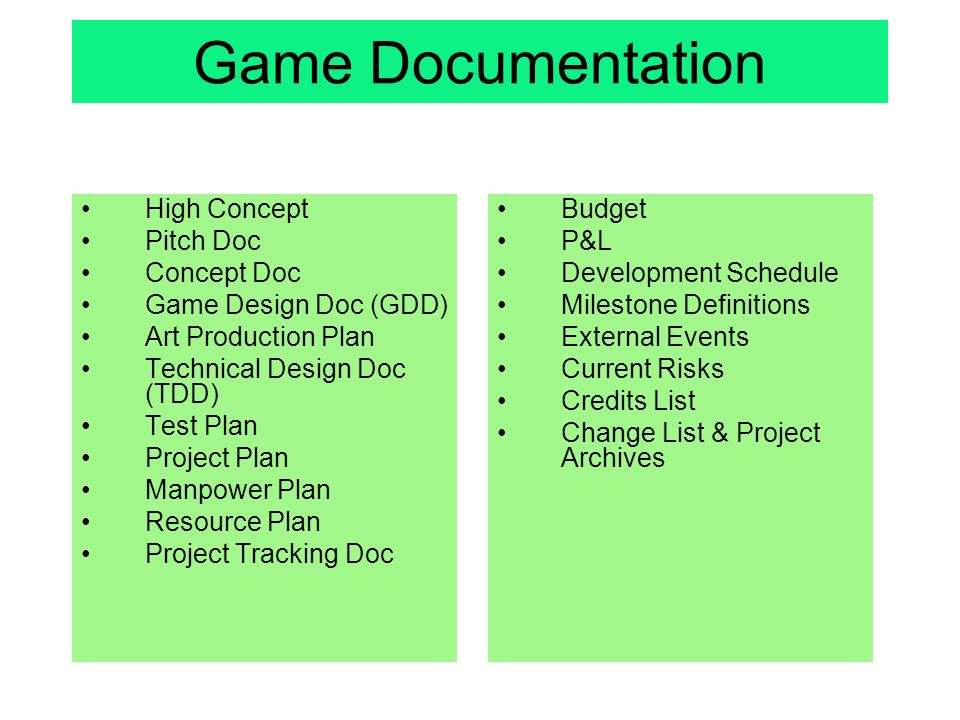 Game Documentation
• High Concept
• Pitch Doc
• Concept Doc
• Game Design Doc (GDD)
• Art Production Plan
• Technical Design Doc
(TDD)
• Test Plan
• Project Plan
• Manpower Plan
• Resource Plan
• Project Tracking Doc
• Budget
• P&L
• Development Schedule
• Milestone Definitions
• External Events
• Current Risks
• Credits List
• Change List & Project
Archives